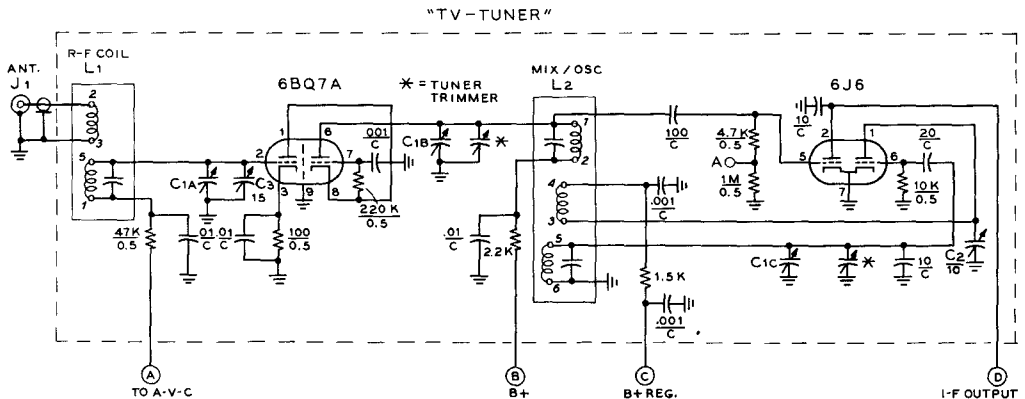 "TV-TUNER"
R-F COIL
L1
ANT.
J1
2
3
5
1
47K
0.5
.01
C
A
TO A-V-C
C1A
C3
15
.01
C
100
0.5
6BQ7A
1
6
2
7
3
9
8
.001
C
220K
0.5
* = TUNER
TRIMMER
C1B
*
.01
C
2.2K
B
B+
MIX/OSC
L2
7
2
4
3
5
6
.001
C
1.5K
.001
C
C
B+ REG.
100
C
4.7K
0.5
A
1M
0.5
6J6
10
C
2
1
5
6
7
20
C
10K
0.5
C1C
*
10
C
C2
10
D
I-F OUTPUT